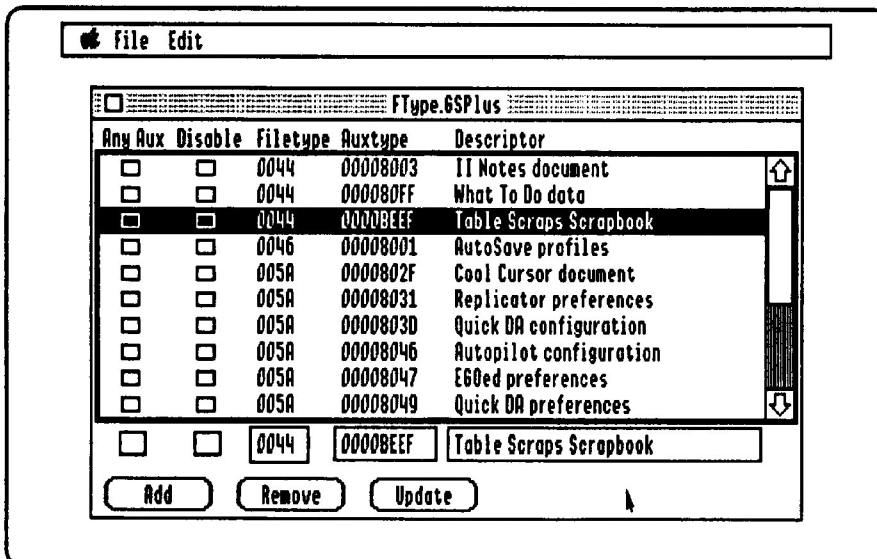 File Edit
FType.GSPlus
Any Aux Disable Filetype Auxtype Descriptor
0044 00008003 II Notes document
0044 000080FF What To Do data
0044 0000BEEF Table Scraps Scrapbook
0046 00008001 AutoSave profiles
005A 0000802F Cool Cursor document
005A 00008031 Replicator preferences
005A 0000803D Quick DA configuration
005A 00008046 Autopilot configuration
005A 00008047 EGOed preferences
005A 00008049 Quick DA preferences
0044 0000BEEF Table Scraps Scrapbook
Add Remove Update